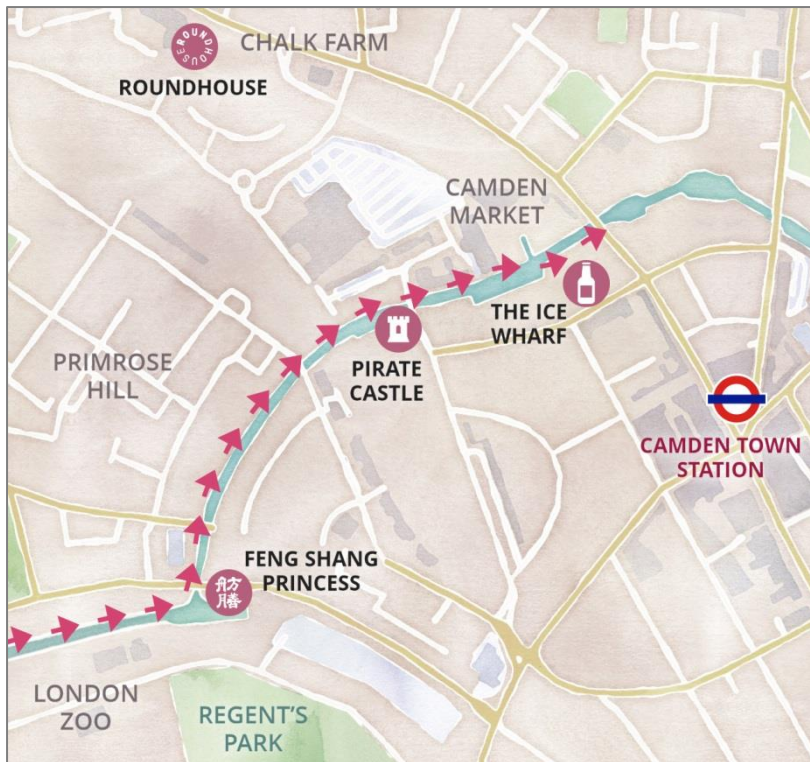 ROUNDHOUSE
CHALK FARM
ROUNDHOUSE
CAMDEN
MARKET
THE ICE
WHARF
PIRATE
CASTLE
PRIMROSE
HILL
CAMDEN TOWN
STATION
FENG SHANG
PRINCESS
舫
膳
LONDON
ZOO
REGENT'S
PARK